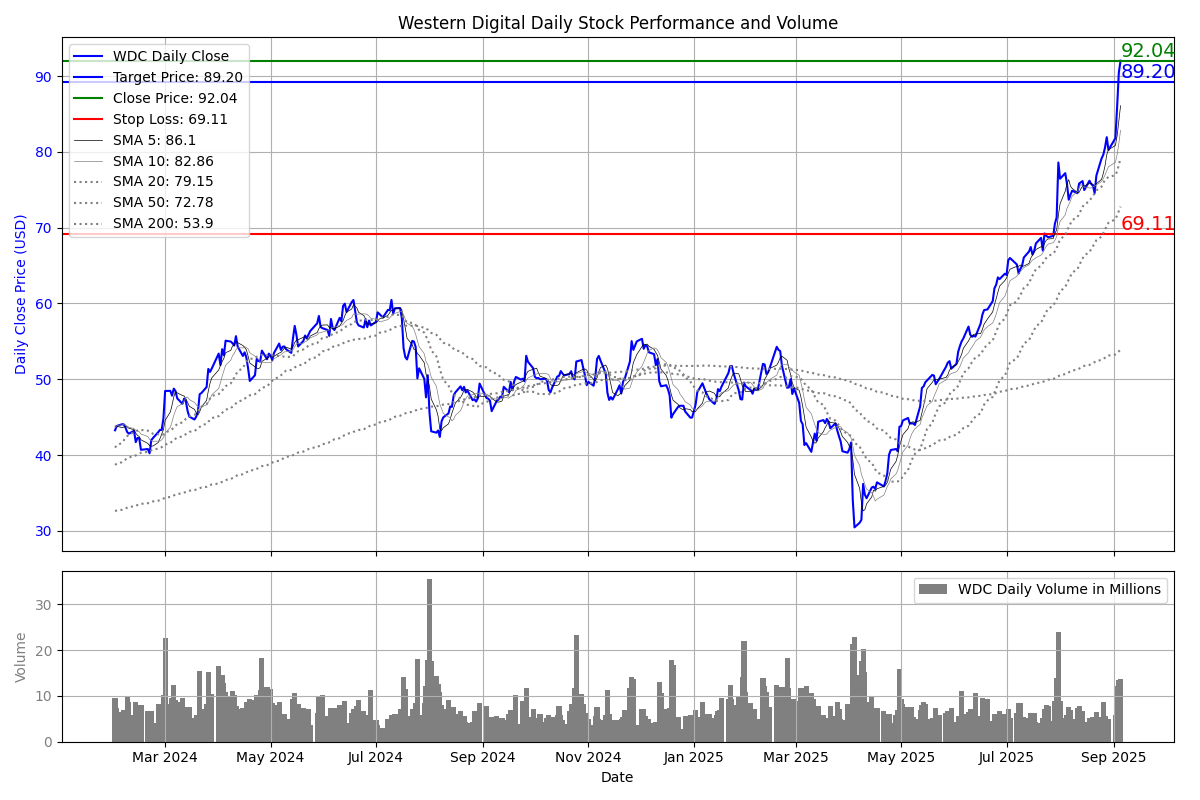 Western Digital Daily Stock Performance and Volume
WDC Daily Close
Target Price: 89.20
Close Price: 92.04
Stop Loss: 69.11
SMA 5: 86.1
SMA 10: 82.86
SMA 20: 79.15
SMA 50: 72.78
SMA 200: 53.9
92.04
89.20
69.11
Daily Close Price (USD)
90
80
70
60
50
40
30
WDC Daily Volume in Millions
Volume
30
20
10
0
Mar 2024 May 2024 Jul 2024 Sep 2024 Nov 2024 Jan 2025 Mar 2025 May 2025 Jul 2025 Sep 2025
Date